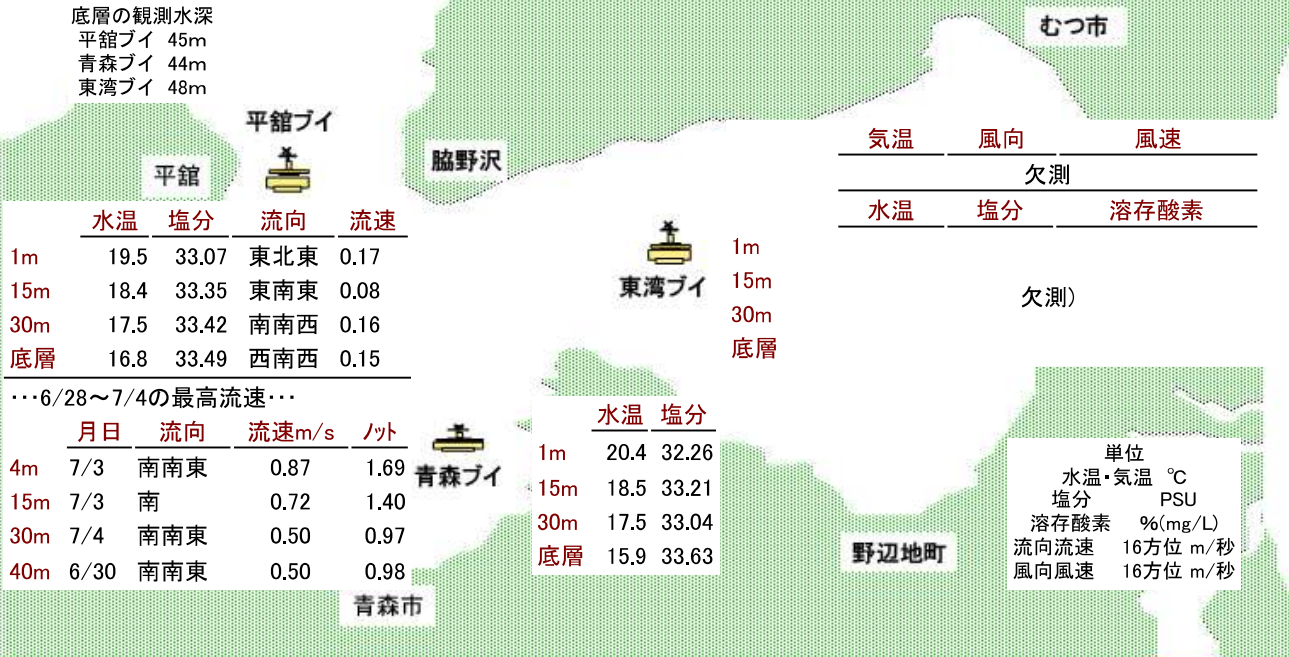 底層の観測水深
平舘ブイ 45m
青森ブイ 44m
東湾ブイ 48m
むつ市
平舘ブイ
脇野沢
平舘
水温 塩分 流向 流速
1m 19.5 33.07 東北東 0.17
15m 18.4 33.35 東南東 0.08
30m 17.5 33.42 南南西 0.16
底層 16.8 33.49 西南西 0.15
…6/28～7/4の最高流速…
月日 流向 流速m/s ノット
4m 7/3 南南東 0.87 1.69
15m 7/3 南 0.72 1.40
30m 7/4 南南東 0.50 0.97
40m 6/30 南南東 0.50 0.98
気温 風向 風速
欠測
水温 塩分 溶存酸素
東湾ブイ
1m
15m
30m
底層
欠測）
青森ブイ
水温 塩分
1m 20.4 32.26
15m 18.5 33.21
30m 17.5 33.04
底層 15.9 33.63
単位
水温・気温 ℃
塩分 PSU
溶存酸素 %(mg/L)
流向流速 16方位 m/秒
風向風速 16方位 m/秒
野辺地町
青森市